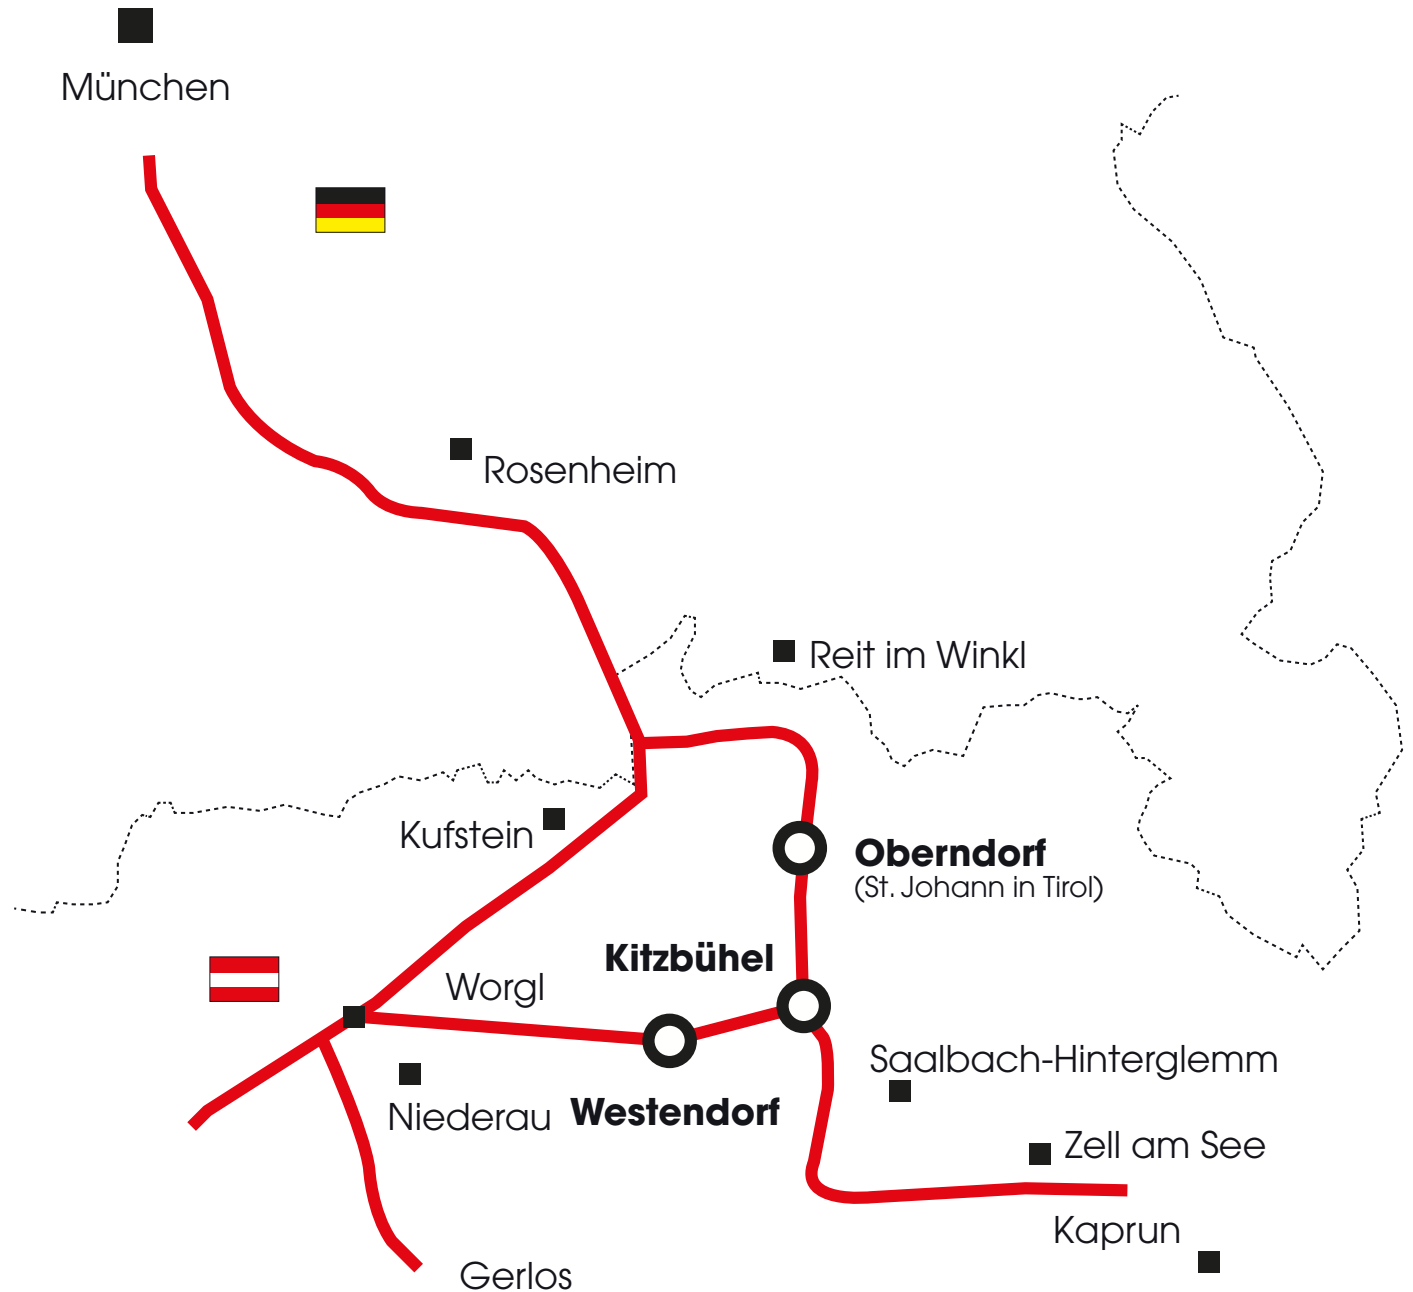 München
Rosenheim
Reit im Winkl
Kufstein
Oberndorf
(St. Johann in Tirol)
Kitzbühel
Worgl
Saalbach-Hinterglemm
Niederau
Westendorf
Zell am See
Kaprun
Gerlos